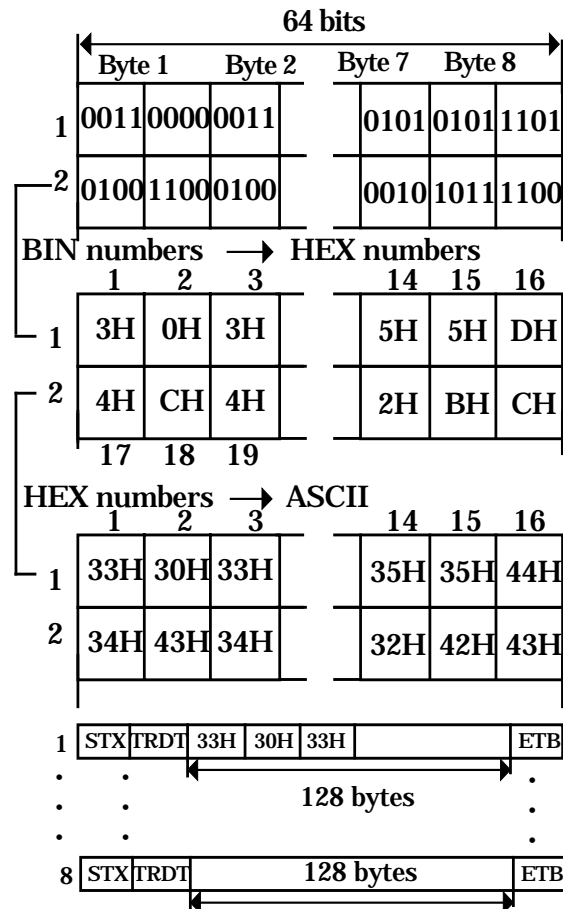 64 bits
Byte 1 Byte 2 Byte 7 Byte 8
1 0011 0000 0011 0101 0101 1101
2 0100 1100 0100 0010 1011 1100
BIN numbers → HEX numbers
1 2 3 14 15 16
1 3H 0H 3H 5H 5H DH
2 4H CH 4H 2H BH CH
17 18 19
HEX numbers → ASCII
1 2 3 14 15 16
1 33H 30H 33H 35H 35H 44H
2 34H 43H 34H 32H 42H 43H
1 STX TRDT 33H 30H 33H ETB
128 bytes
8 STX TRDT 128 bytes ETB